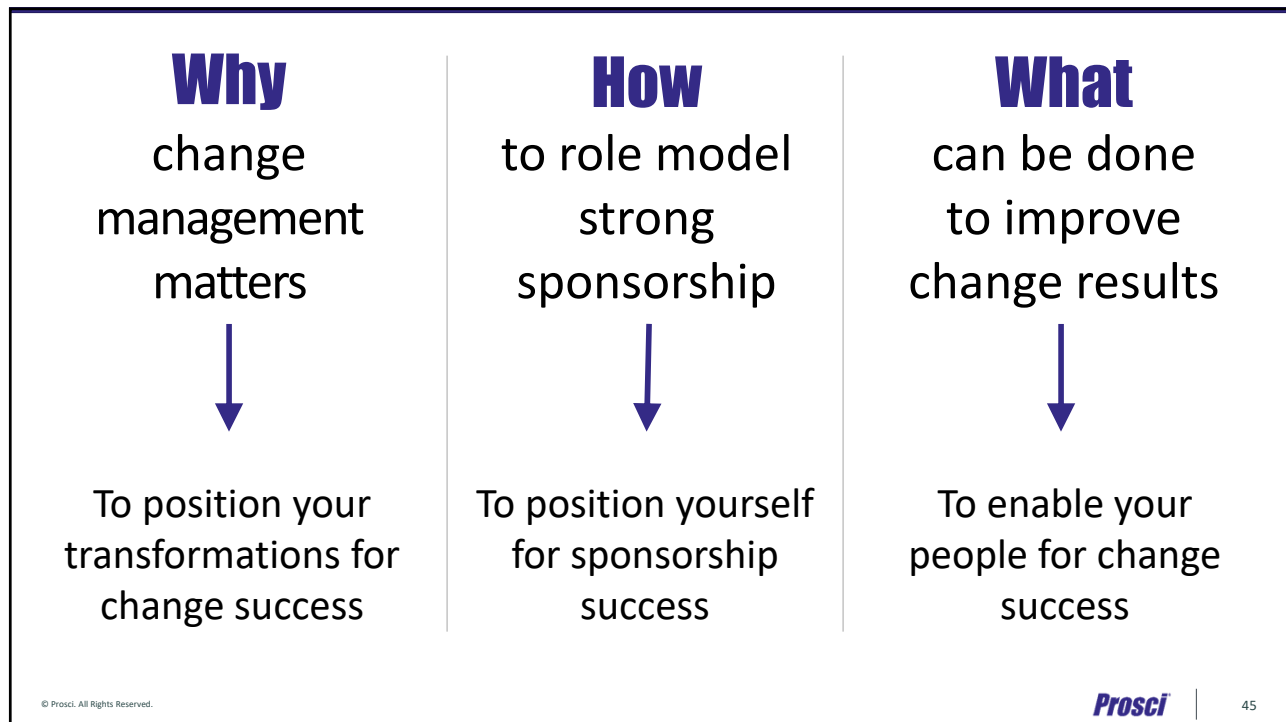 Why
change
management
matters
To position your
transformations for
change success
How
to role model
strong
sponsorship
To position yourself
for sponsorship
success
What
can be done
to improve
change results
To enable your
people for change
success
© Prosci. All Rights Reserved.
Prosci
45